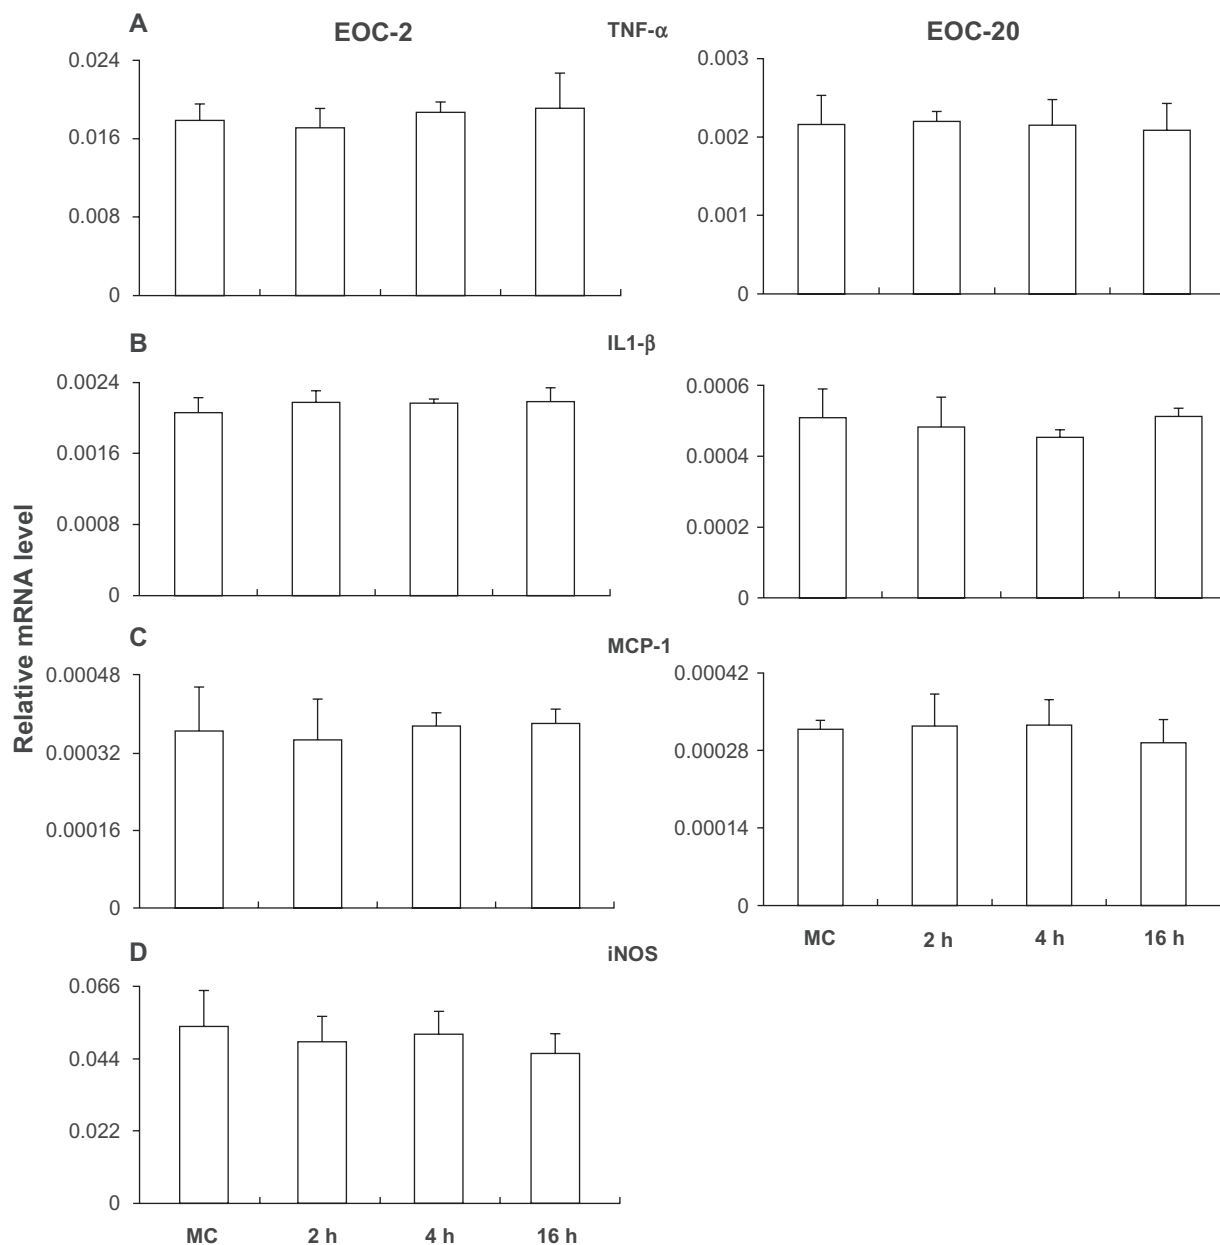 A
EOC-2
TNF-α
EOC-20
0.024
0.016
0.008
0
0.003
0.002
0.001
0
B
IL1-β
0.0024
0.0016
0.0008
0
0.0006
0.0004
0.0002
0
Relative mRNA level
C
MCP-1
0.00048
0.00032
0.00016
0
0.00042
0.00028
0.00014
0
MC 2 h 4 h 16 h
D
iNOS
0.066
0.044
0.022
0
MC 2 h 4 h 16 h